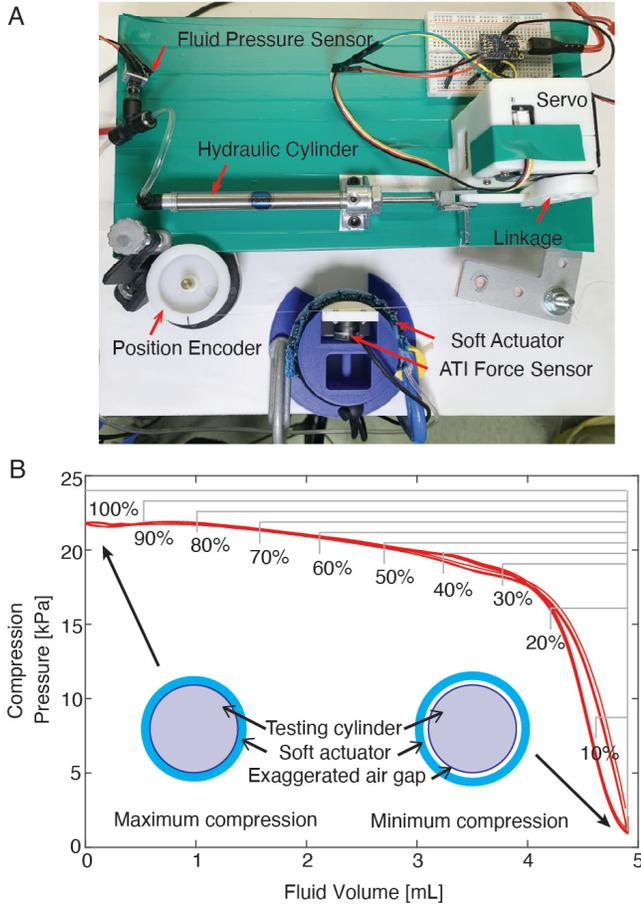 A
Fluid Pressure Sensor
Servo
Hydraulic Cylinder
Linkage
Position Encoder
Soft Actuator
ATI Force Sensor
B
25
20
15
10
5
0
Compression
Pressure [kPa]
100%
90%
80%
70%
60%
50%
40%
30%
20%
10%
Testing cylinder
Soft actuator
Exaggerated air gap
Maximum compression
Minimum compression
0
1
2
3
4
5
Fluid Volume [mL]